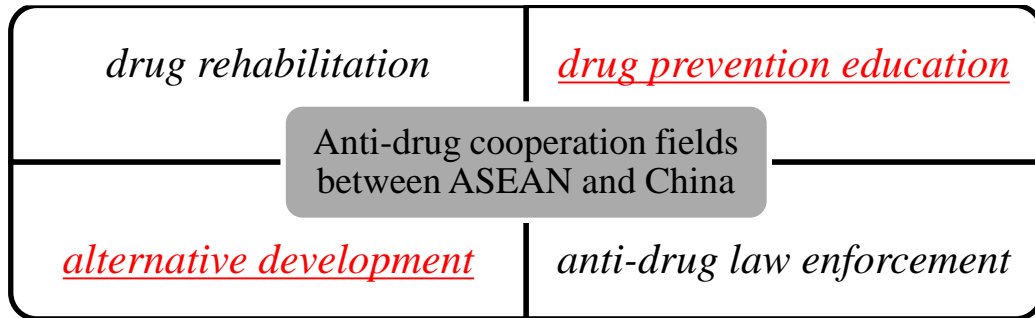 drug rehabilitation
drug prevention education
Anti-drug cooperation fields
between ASEAN and China
alternative development
anti-drug law enforcement